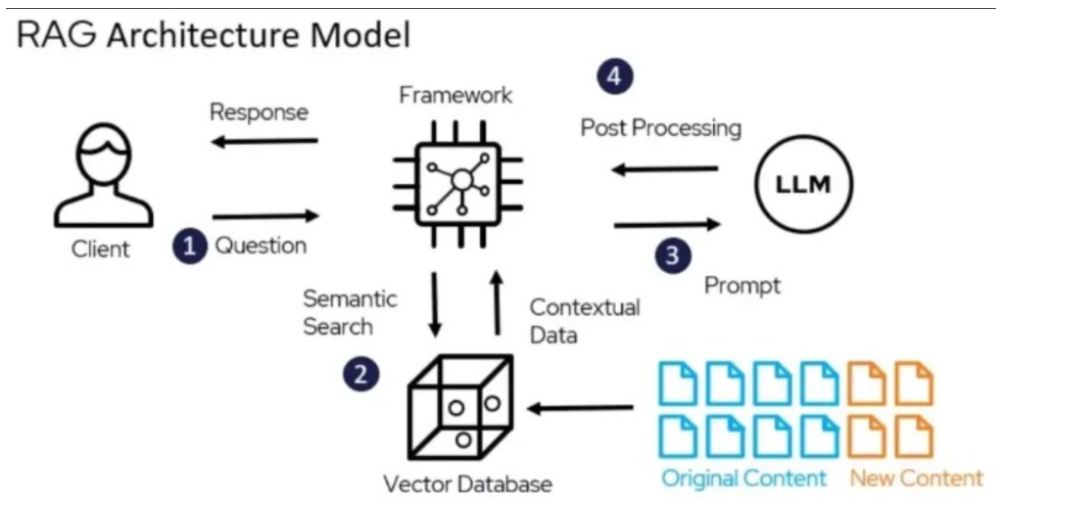 RAG Architecture Model
4
Framework
Response
Post Processing
LLM
Client
1 Question
3
Prompt
Semantic
Search
Contextual
Data
2
Vector Database
Original Content
New Content